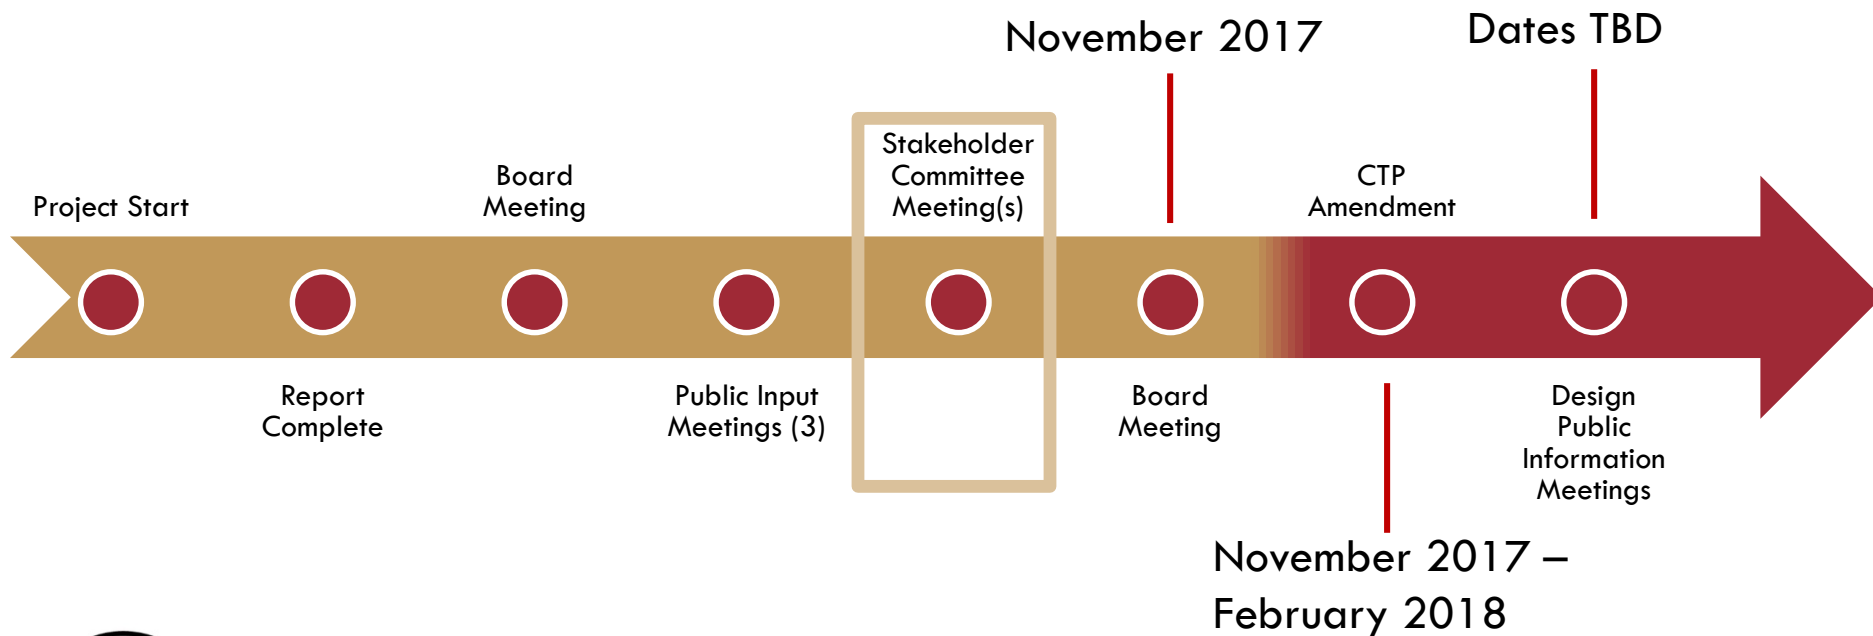 November 2017
Dates TBD
Project Start
Board
Meeting
Stakeholder
Committee
Meeting(s)
CTP
Amendment
Report
Complete
Public Input
Meetings (3)
Board
Meeting
Design
Public
Information
Meetings
November 2017 –
February 2018